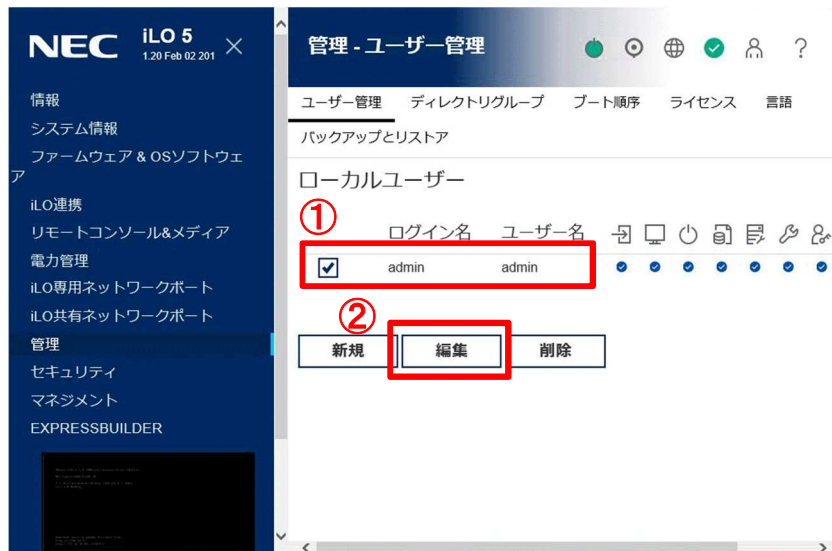 NEC iLO 5
1.20 Feb 02 201
情報
システム情報
ファームウェア & OSソフトウェ
ア
iLO連携
リモートコンソール&メディア
電力管理
iLO専用ネットワークポート
iLO共有ネットワークポート
管理
セキュリティ
マネジメント
EXPRESSBUILDER
管理 - ユーザー管理
ユーザー管理 ディレクトリグループ ブート順序 ライセンス 言語
バックアップとリストア
ローカルユーザー
①
ログイン名 ユーザー名
admin admin
②
新規 編集 削除